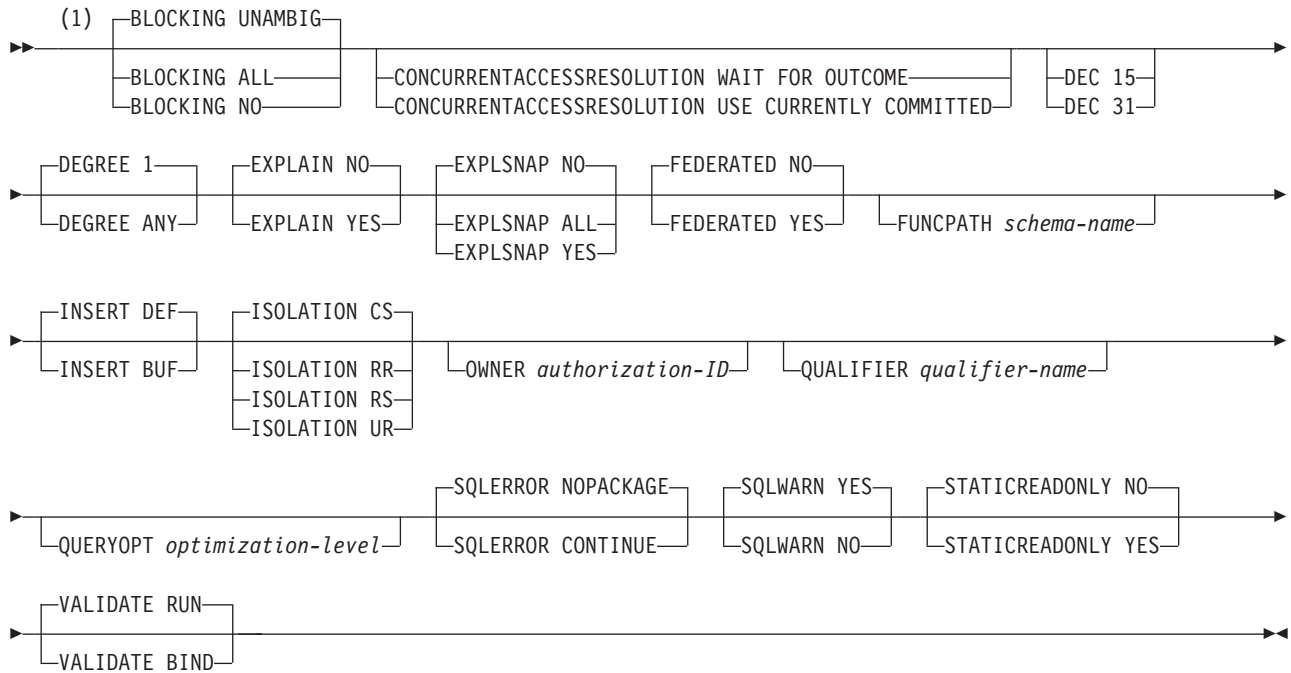 (1) BLOCKING UNAMBIG
BLOCKING ALL
BLOCKING NO
CONCURRENTACCESSRESOLUTION WAIT FOR OUTCOME
CONCURRENTACCESSRESOLUTION USE CURRENTLY COMMITTED
DEC 15
DEC 31
DEGREE 1
DEGREE ANY
EXPLAIN NO
EXPLAIN YES
EXPLSNAP NO
EXPLSNAP ALL
EXPLSNAP YES
FEDERATED NO
FEDERATED YES
FUNCPATH schema-name
INSERT DEF
INSERT BUF
ISOLATION CS
ISOLATION RR
ISOLATION RS
ISOLATION UR
OWNER authorization-ID
QUALIFIER qualifier-name
QUERYOPT optimization-level
SQLERROR NOPACKAGE
SQLERROR CONTINUE
SQLWARN YES
SQLWARN NO
STATICREADONLY NO
STATICREADONLY YES
VALIDATE RUN
VALIDATE BIND